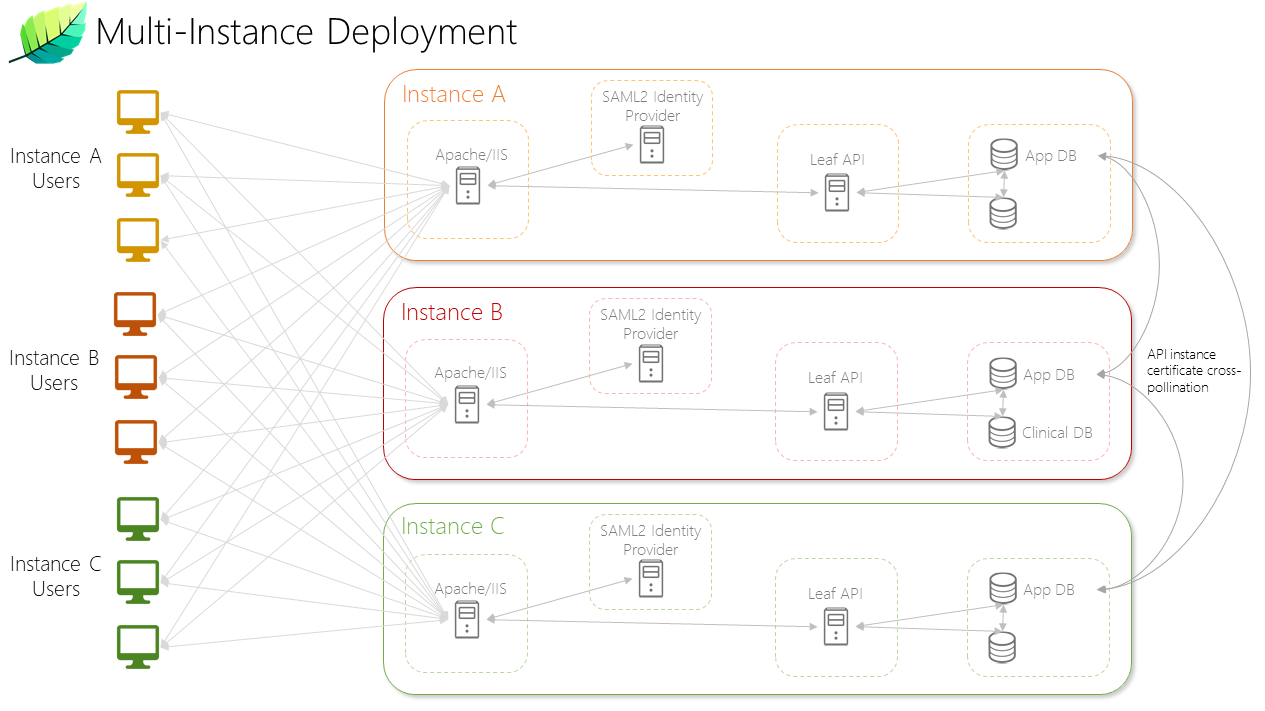 Multi-Instance Deployment
Instance A
Users
Instance B
Users
Instance C
Users
Instance A
SAML2 Identity
Provider
Apache/IIS
Leaf API
App DB
Instance B
SAML2 Identity
Provider
Apache/IIS
Leaf API
App DB
Clinical DB
Instance C
SAML2 Identity
Provider
Apache/IIS
Leaf API
App DB
API instance
certificate cross-
pollination